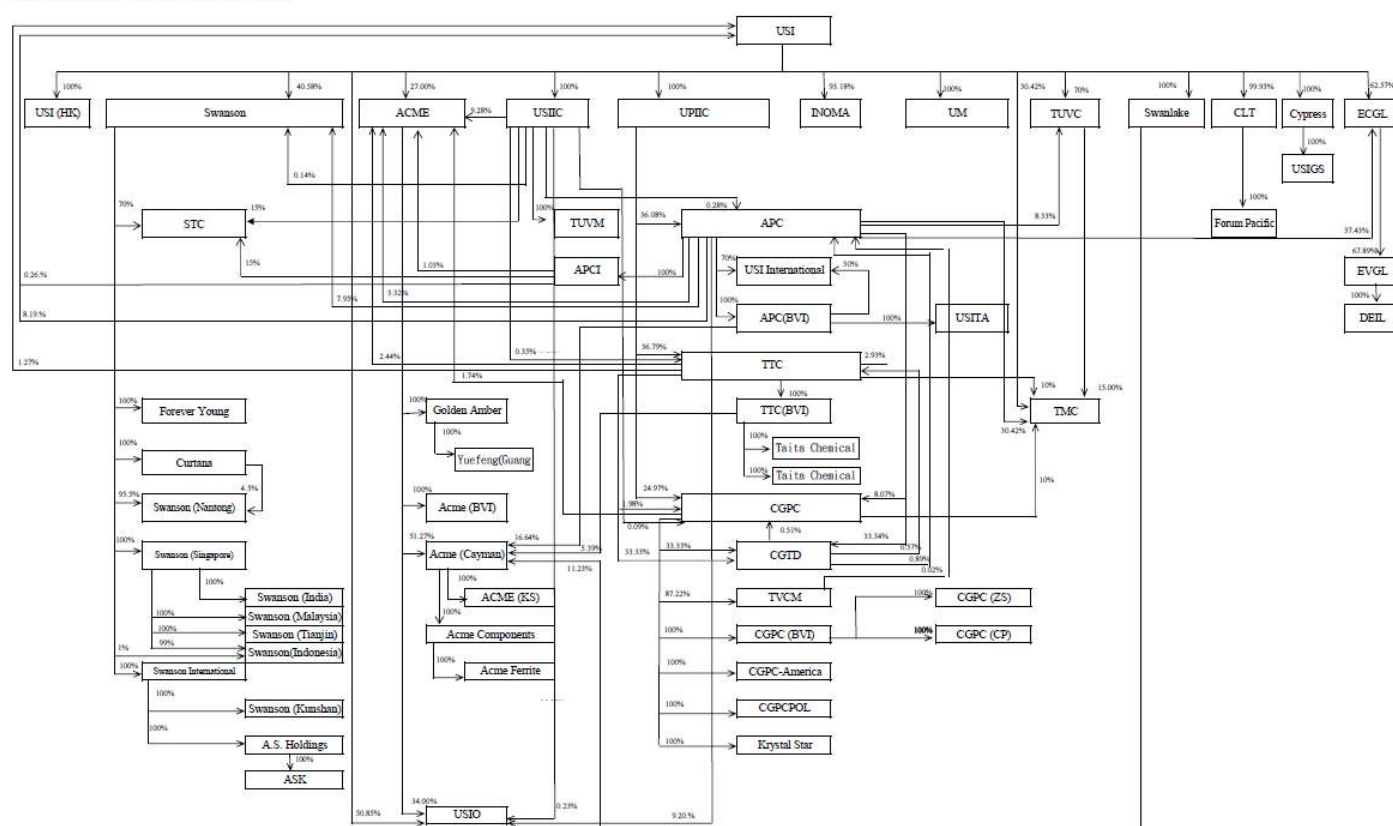 USI
100% 40.58% 27.00% 100% 100% 93.18% 100% 30.42% 70% 100% 99.93% 100% 62.57%
USI (HK) Swanson ACME 9.28% USIIC UPIIC INOMA UM TUVC Swanlake CLT Cypress ECGL
100%
USIGS
0.14%
70% 15% 100% 36.08% 0.28% 8.33% 100%
STC TUVM APC Forum Pacific
37.43%
67.89%
0.26.% 15% 1.03% APCI 100% 70% USI International 30% EVGL
3.32%
7.95%
100% 100%
8.19.% APC(BVI) 100% USITA DEIL
36.79%
1.27% 2.44% 0.33% TTC 2.93%
1.74% 100% 10% 15.00%
100% Forever Young 100% Golden Amber TTC(BVI) TMC
30.42%
100% 100% 100% Taita Chemical
Curtana Yuefeng(Guang
4.5% 100% Taita Chemical
95.5% Swanson (Nantong) 100% Acme (BVI) 24.97% 8.07% 10%
1.98% CGPC
0.09% 0.51%
100% 51.27% 16.64% 5.39% 33.33% 33.33% 33.34% 0.57%
Swanson (Singapore) Acme (Cayman) CGTD 0.89%
11.23% 0.02%
100% 100%
Swanson (India) ACME (KS) 87.22% TVCM 100% CGPC (ZS)
100% Swanson (Malaysia) 100%
100% Swanson (Tianjin) Acme Components 100% CGPC (BVI) 100% CGPC (CP)
1% 99% Swanson(Indonesia)
100% Swanson International 100% Acme Ferrite 100% CGPC-America
100%
Swanson (Kunshan) 100% CGPCPOL
100%
A.S. Holdings 100% Krystal Star
100%
ASK
50.85% 34.00% USIO 0.23% 9.20.%